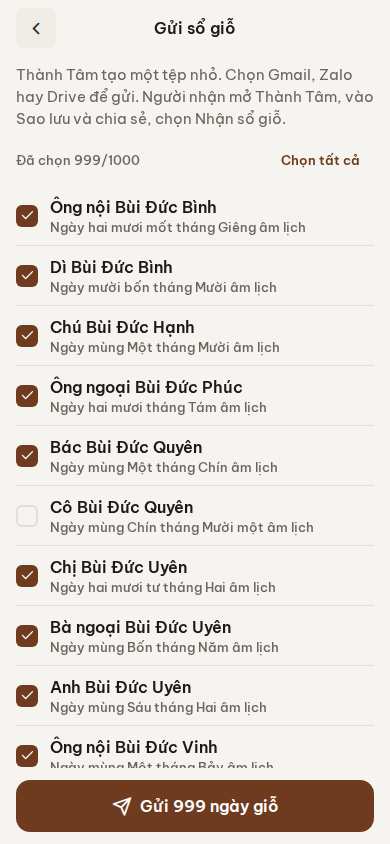 Gửi sổ giỗ
Thành Tâm tạo một tệp nhỏ. Chọn Gmail, Zalo
hay Drive để gửi. Người nhận mở Thành Tâm, vào
Sao lưu và chia sẻ, chọn Nhận sổ giỗ.
Đã chọn 999/1000
Chọn tất cả
Ông nội Bùi Đức Bình
Ngày hai mươi mốt tháng Giêng âm lịch
Dì Bùi Đức Bình
Ngày mười bốn tháng Mười âm lịch
Chú Bùi Đức Hạnh
Ngày mùng Một tháng Mười âm lịch
Ông ngoại Bùi Đức Phúc
Ngày hai mươi tháng Tám âm lịch
Bác Bùi Đức Quyên
Ngày mùng Một tháng Chín âm lịch
Cô Bùi Đức Quyên
Ngày mùng Chín tháng Mười một âm lịch
Chị Bùi Đức Uyên
Ngày hai mươi tư tháng Hai âm lịch
Bà ngoại Bùi Đức Uyên
Ngày mùng Bốn tháng Năm âm lịch
Anh Bùi Đức Uyên
Ngày mùng Sáu tháng Hai âm lịch
Ông nội Bùi Đức Vinh
Ngày mùng Một tháng Bảy âm lịch
Gửi 999 ngày giỗ